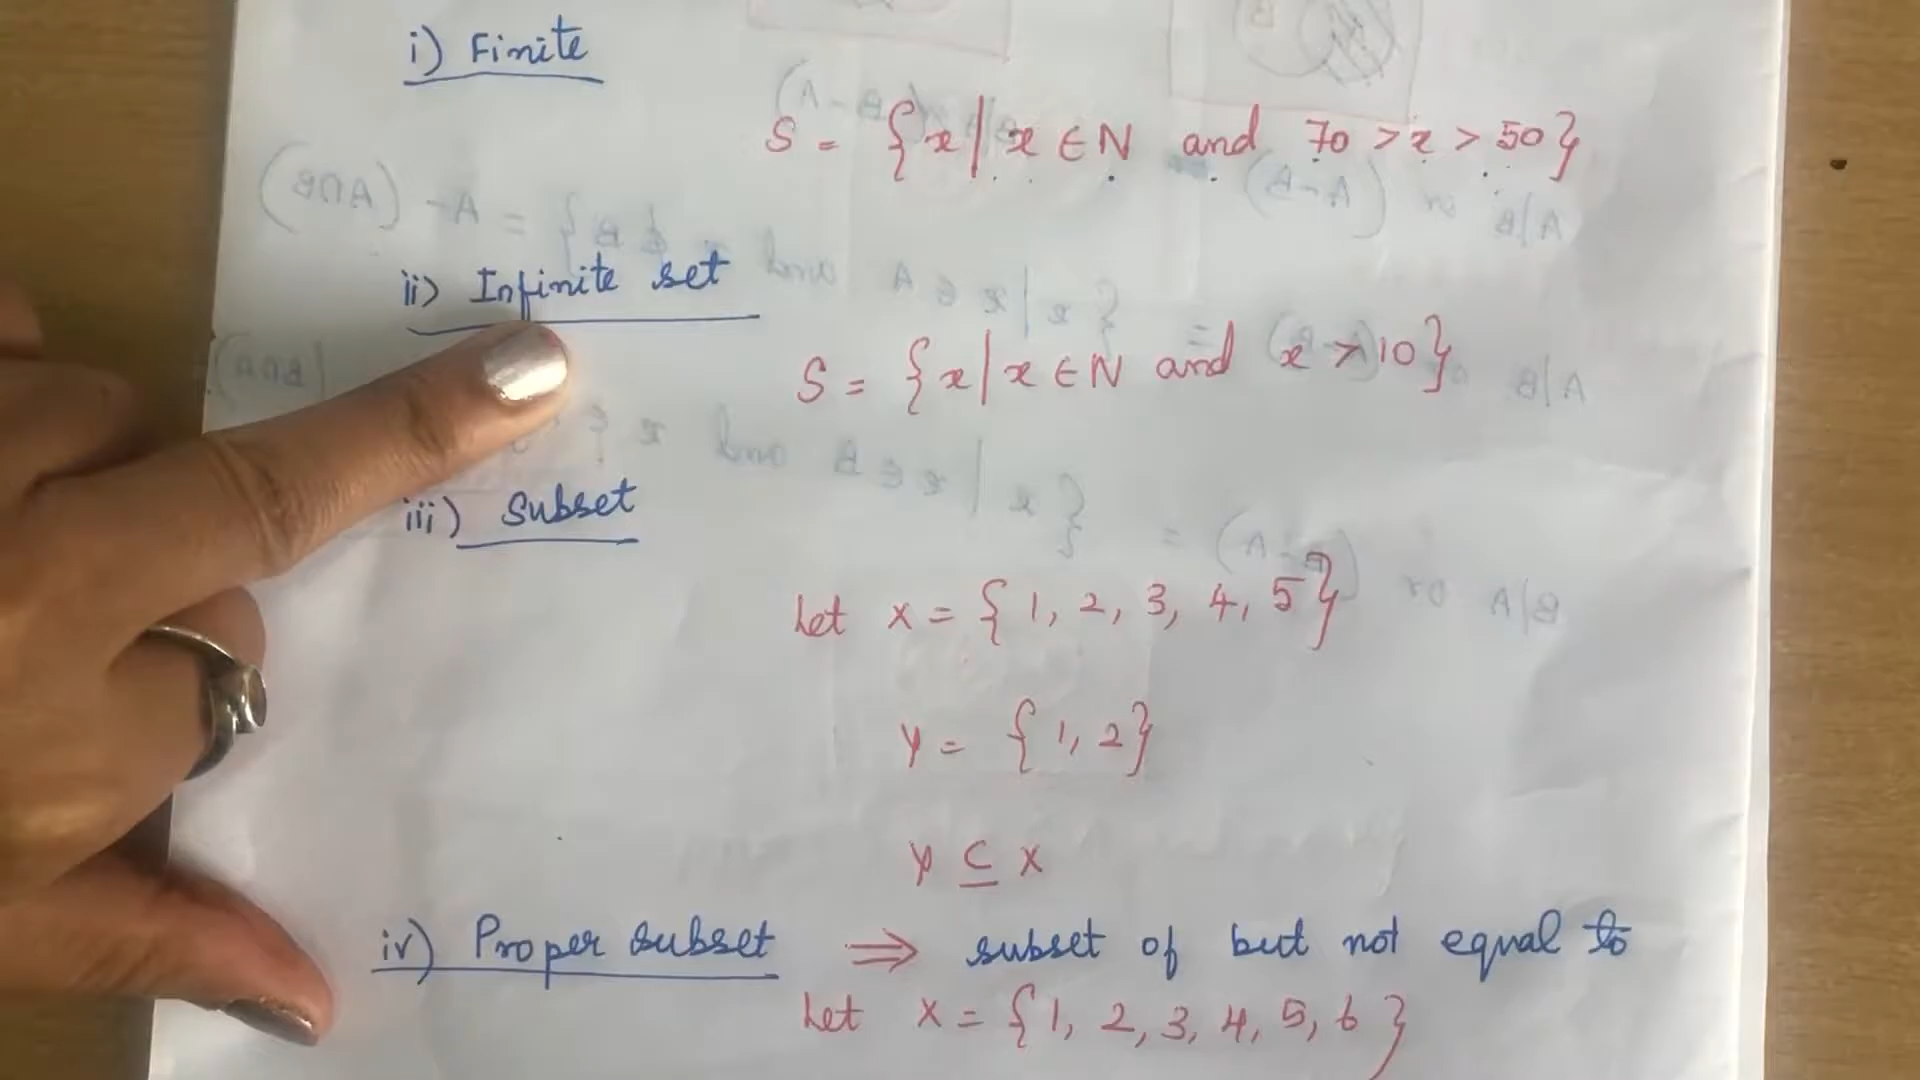 i) Finite
S = {x | x ∈ N and 70 > x > 50}
ii) Infinite set
S = {x | x ∈ N and x > 10}
iii) Subset
Let X = {1, 2, 3, 4, 5}
Y = {1, 2}
Y ⊆ X
iv) Proper subset ⇒ subset of but not equal to
Let X = {1, 2, 3, 4, 5, 6}